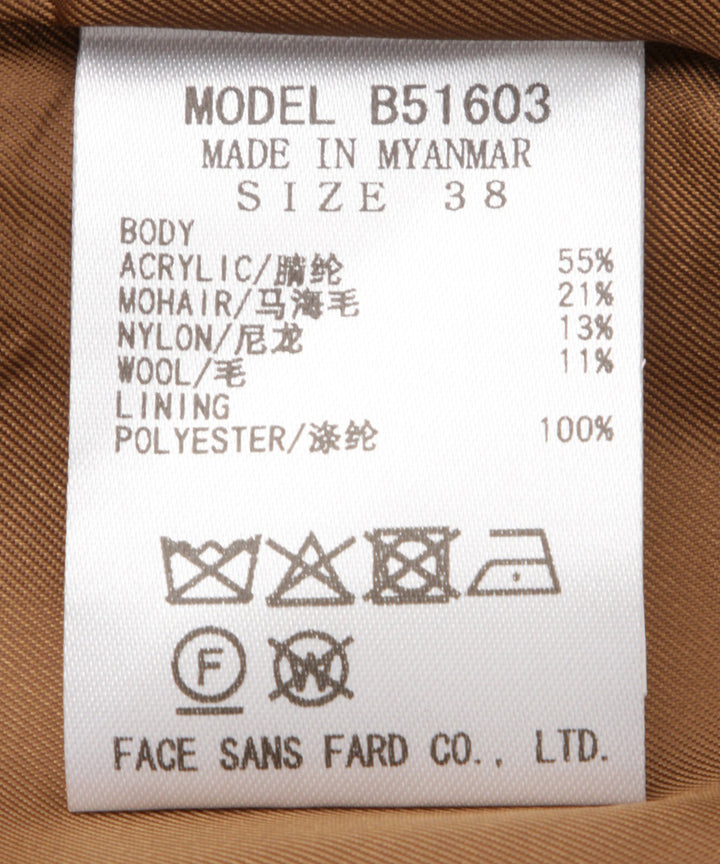 MODEL B51603
MADE IN MYANMAR
SIZE 38
BODY
ACRYLIC/腈纶 55%
MOHAIR/马海毛 21%
NYLON/尼龙 13%
WOOL/毛 11%
LINING
POLYESTER/涤纶 100%
F W
FACE SANS FARD CO., LTD.